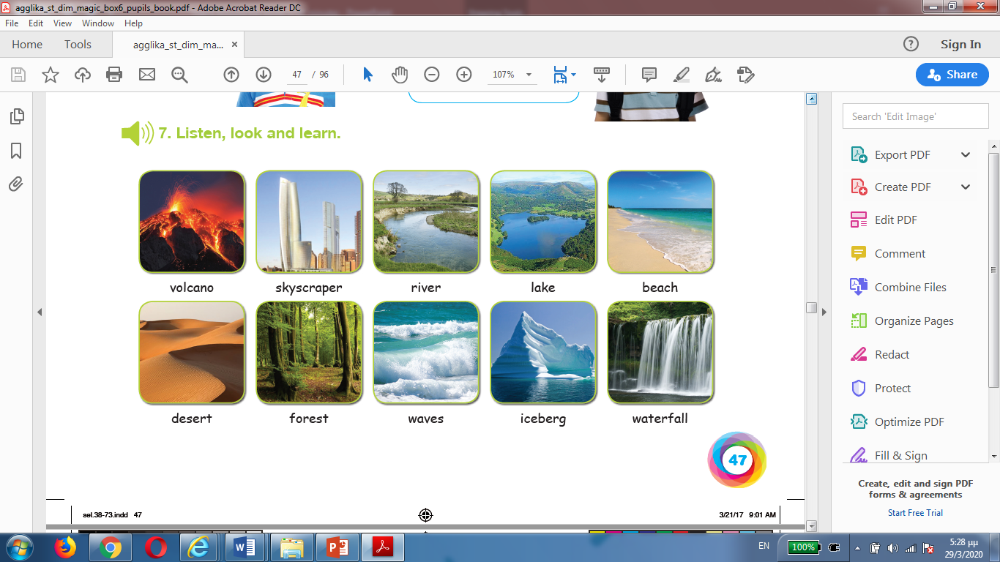 agglika_st_dim_magic_box6_pupils_book.pdf - Adobe Acrobat Reader DC
File Edit View Window Help
Home Tools agglika_st_dim_ma... × ? Sign In
47 / 96 107% Share
7. Listen, look and learn.
volcano skyscraper river lake beach
desert forest waves iceberg waterfall
47
sel.38-73.indd 47 3/21/17 9:01 AM
Search 'Edit Image'
Export PDF
Create PDF
Edit PDF
Comment
Combine Files
Organize Pages
Redact
Protect
Optimize PDF
Fill & Sign
Create, edit and sign PDF
forms & agreements
Start Free Trial
EN 100% 5:28 μμ
29/3/2020